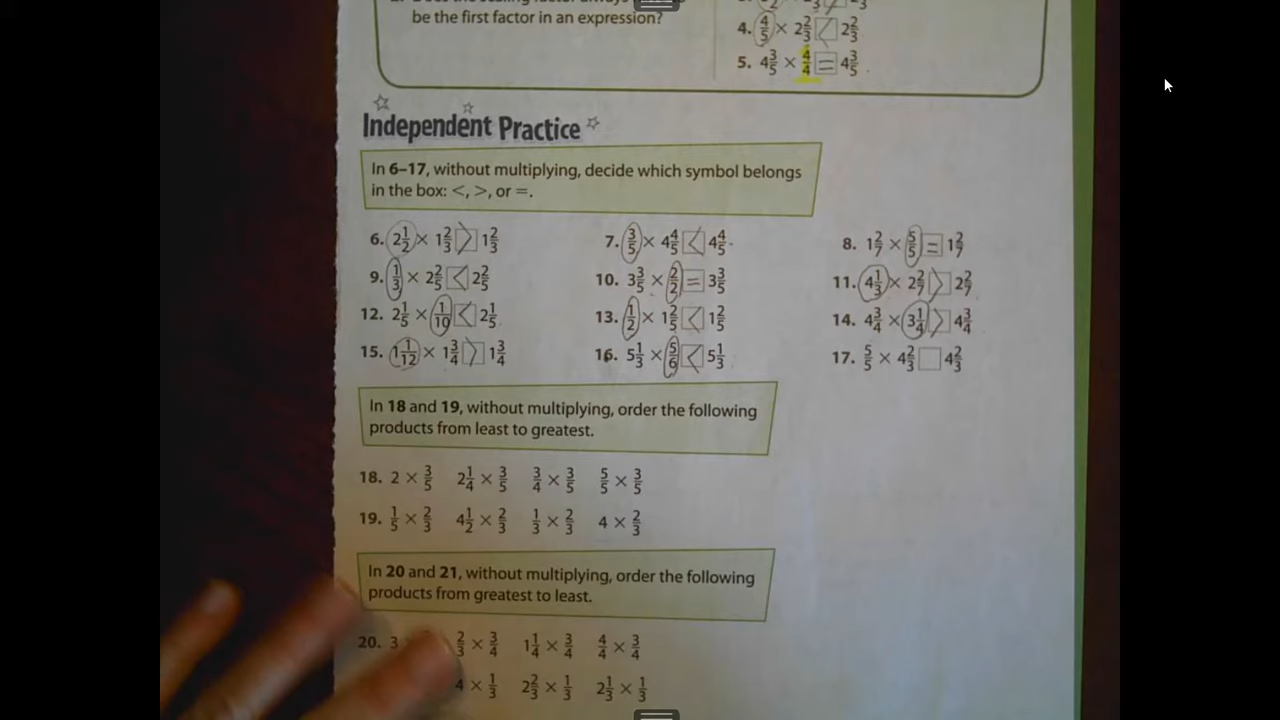 be the first factor in an expression?
4. 4/5 × 2 2/3 < 2 2/3
5. 4 3/5 × 4/4 = 4 3/5
Independent Practice
In 6–17, without multiplying, decide which symbol belongs
in the box: <, >, or =.
6. 2 1/2 × 1 2/3 > 1 2/3
7. 3/5 × 4 4/5 < 4 4/5
8. 1 2/7 × 5/5 = 1 2/7
9. 1/3 × 2 2/5 < 2 2/5
10. 3 3/5 × 2/2 = 3 3/5
11. 4 1/3 × 2 2/7 > 2 2/7
12. 2 1/5 × 1/10 < 2 1/5
13. 1/2 × 1 2/5 < 1 2/5
14. 4 3/4 × 3 1/4 > 4 3/4
15. 1 1/12 × 1 3/4 > 1 3/4
16. 5 1/3 × 5/6 < 5 1/3
17. 5/5 × 4 2/3 □ 4 2/3
In 18 and 19, without multiplying, order the following
products from least to greatest.
18. 2 × 3/5 2 1/4 × 3/5 3/4 × 3/5 5/5 × 3/5
19. 1/5 × 2/3 4 1/2 × 2/3 1/3 × 2/3 4 × 2/3
In 20 and 21, without multiplying, order the following
products from greatest to least.
20. 3 2/3 × 3/4 1 1/4 × 3/4 4/4 × 3/4
4 × 1/3 2 2/3 × 1/3 2 1/3 × 1/3